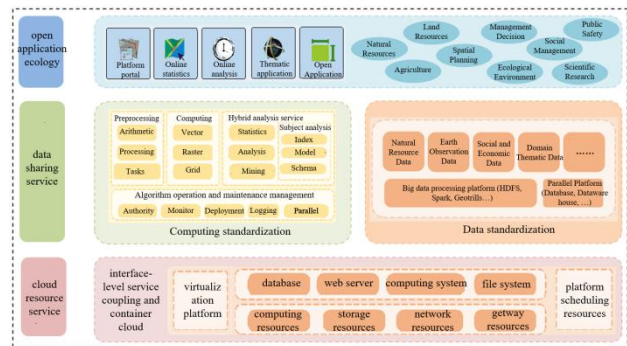 open
application
ecology
Platform
portal
Online
statistics
Online
analysis
Thematic
application
Open
Application
Natural
Resources
Land
Resources
Management
Decision
Public
Safety
Spatial
Planning
Social
Management
Agriculture
Ecological
Environment
Scientific
Research
data
sharing
service
Preprocessing
Arithmetic
Processing
Tasks
Computing
Vector
Raster
Grid
Hybrid analysis service
Statistics
Analysis
Mining
Subject analysis
Index
Model
Schema
Algorithm operation and maintenance management
Authority Monitor Deployment Logging Parallel
Computing standardization
Natural
Resource
Data
Earth
Observation
Data
Social and
Economic
Data
Domain
Thematic Data
......
Big data processing platform (HDFS,
Spark, Geotrills...)
Parallel Platform
(Database, Dataware
house, ...)
Data standardization
cloud
resource
service
interface-
level service
coupling and
container
cloud
virtualiz
ation
platform
database web server computing system file system
computing
resources
storage
resources
network
resources
getway
resources
platform
scheduling
resources